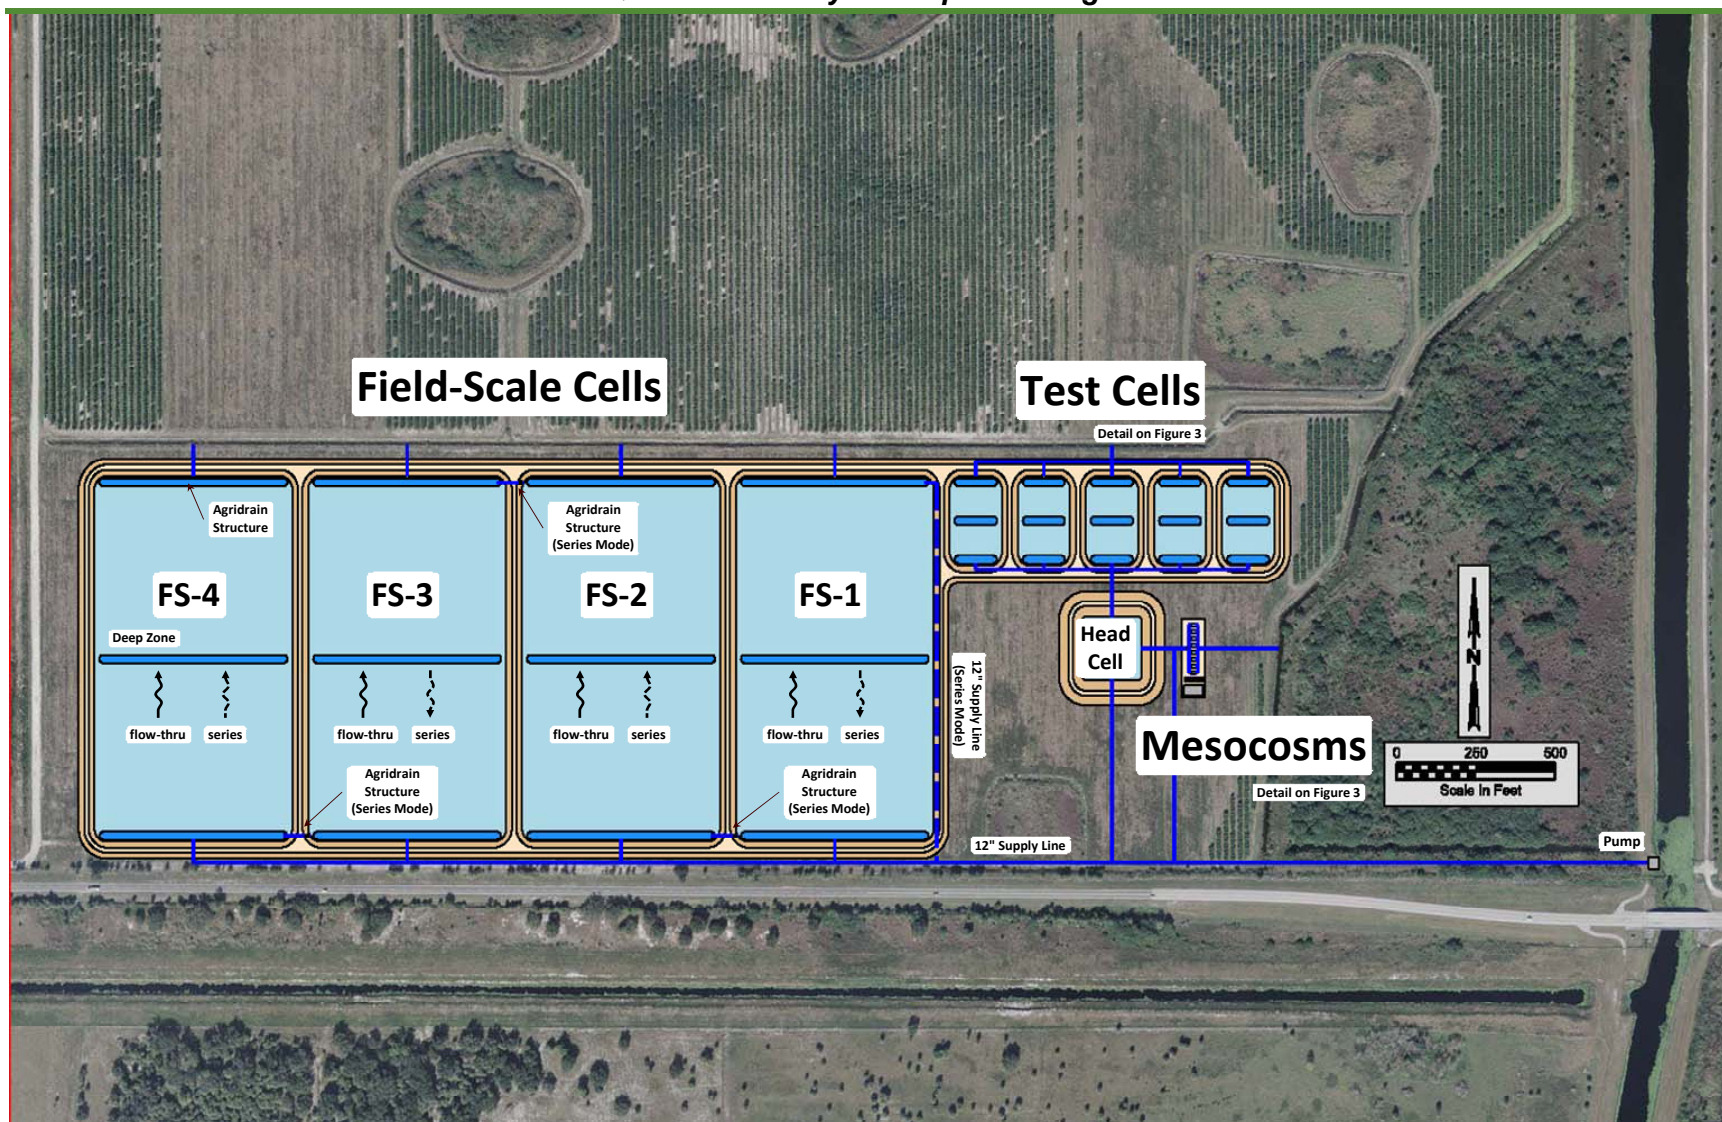 Field-Scale Cells
Test Cells
Detail on Figure 3
Agridrain
Structure
Agridrain
Structure
(Series Mode)
FS-4
FS-3
FS-2
FS-1
Deep Zone
Head
Cell
12" Supply Line
(Series Mode)
flow-thru
series
flow-thru
series
flow-thru
series
flow-thru
series
N
Mesocosms
Detail on Figure 3
0
250
500
Scale In Feet
Agridrain
Structure
(Series Mode)
Agridrain
Structure
(Series Mode)
12" Supply Line
Pump